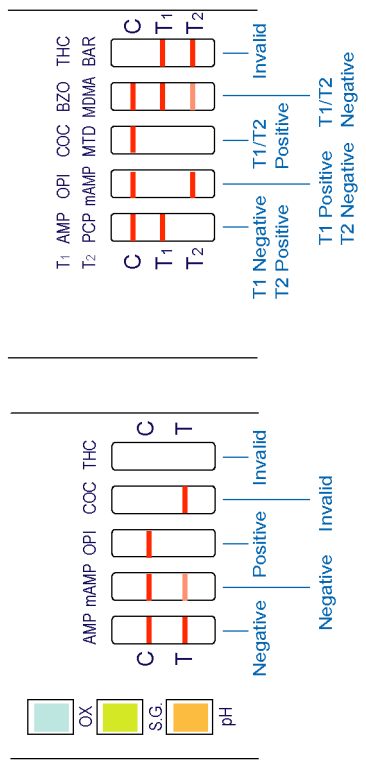 AMP mAMP OPI COC THC
C C
T T
OX
S.G.
pH
Negative Positive Invalid
Negative Invalid
T1 AMP OPI COC BZO THC
T2 PCP mAMP MTD MDMA BAR
C C
T1 T1
T2 T2
T1 Negative
T2 Positive
T1/T2
Positive
Invalid
T1 Positive
T2 Negative
T1/T2
Negative